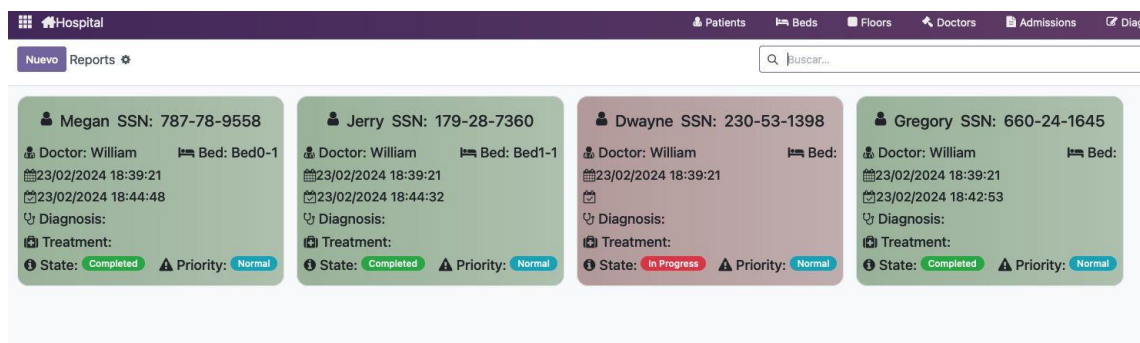 Hospital Patients Beds Floors Doctors Admissions Diag
Nuevo Reports Buscar...
Megan SSN: 787-78-9558
Doctor: William Bed: Bed0-1
23/02/2024 18:39:21
23/02/2024 18:44:48
Diagnosis:
Treatment:
State: Completed Priority: Normal
Jerry SSN: 179-28-7360
Doctor: William Bed: Bed1-1
23/02/2024 18:39:21
23/02/2024 18:44:32
Diagnosis:
Treatment:
State: Completed Priority: Normal
Dwayne SSN: 230-53-1398
Doctor: William Bed:
23/02/2024 18:39:21
Diagnosis:
Treatment:
State: In Progress Priority: Normal
Gregory SSN: 660-24-1645
Doctor: William Bed:
23/02/2024 18:39:21
23/02/2024 18:42:53
Diagnosis:
Treatment:
State: Completed Priority: Normal